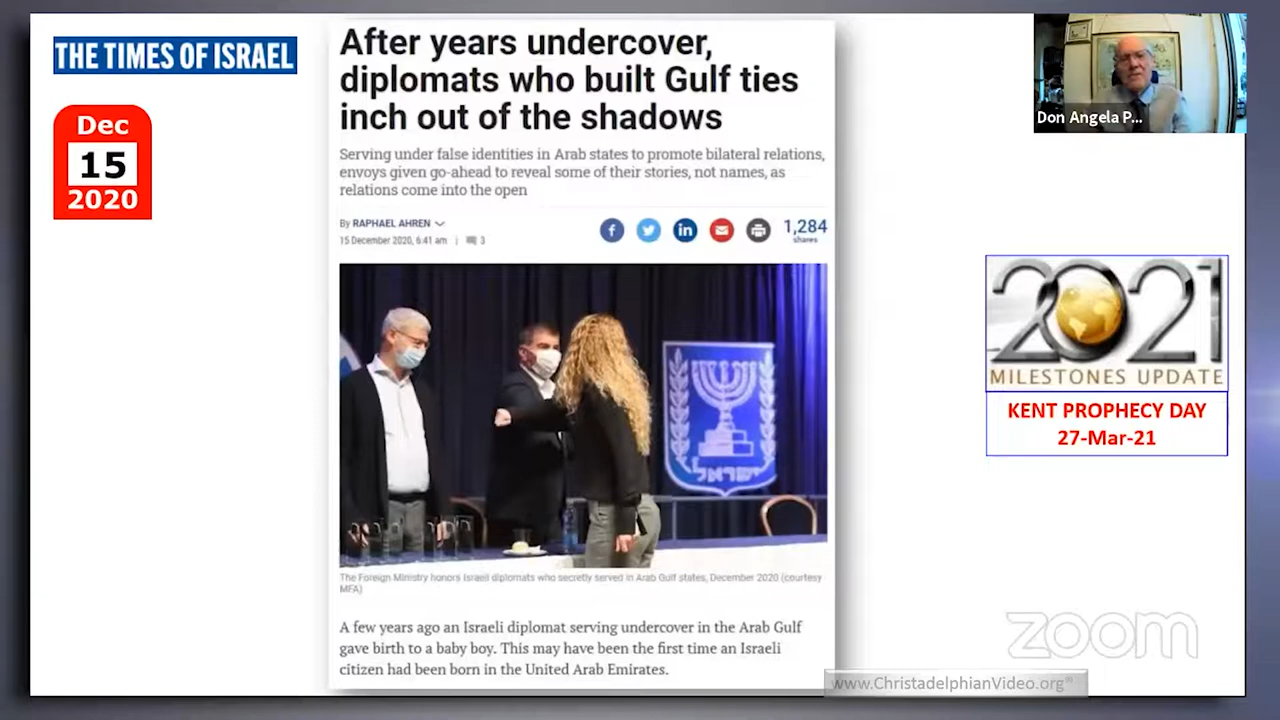 THE TIMES OF ISRAEL
Dec
15
2020
After years undercover,
diplomats who built Gulf ties
inch out of the shadows
Serving under false identities in Arab states to promote bilateral relations,
envoys given go-ahead to reveal some of their stories, not names, as
relations come into the open
By RAPHAEL AHREN
15 December 2020, 6:41 am | 3
1,284
shares
ישראל
The Foreign Ministry honors Israeli diplomats who secretly served in Arab Gulf states, December 2020 (courtesy
MFA)
A few years ago an Israeli diplomat serving undercover in the Arab Gulf
gave birth to a baby boy. This may have been the first time an Israeli
citizen had been born in the United Arab Emirates.
Don Angela P...
2021
MILESTONES UPDATE
KENT PROPHECY DAY
27-Mar-21
zoom
www.ChristadelphianVideo.org